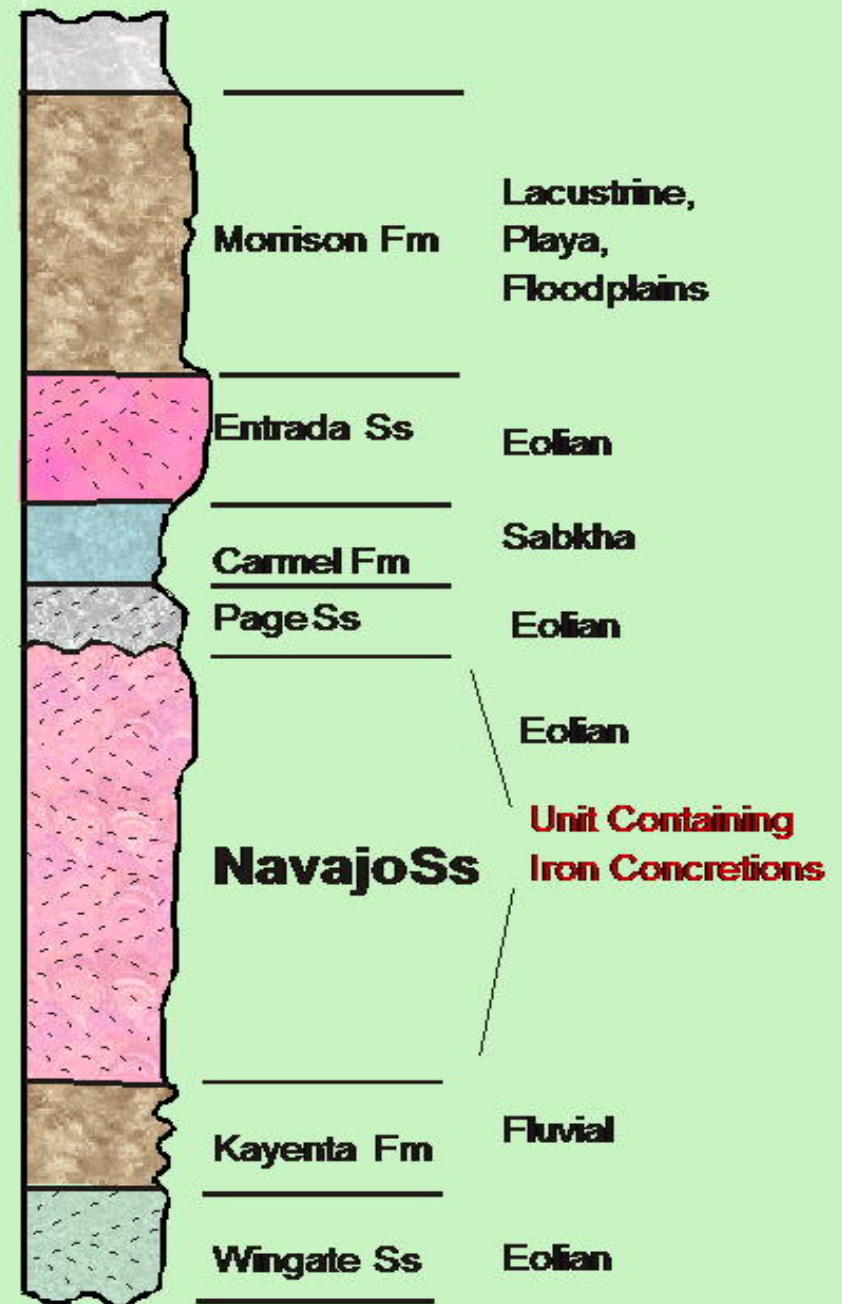 Lacustrine,
Morrison Fm Playa,
Floodplains
Entrada Ss Eolian
Carmel Fm Sabkha
Page Ss Eolian
Eolian
Unit Containing
NavajoSs Iron Concretions
Kayenta Fm Fluvial
Wingate Ss Eolian